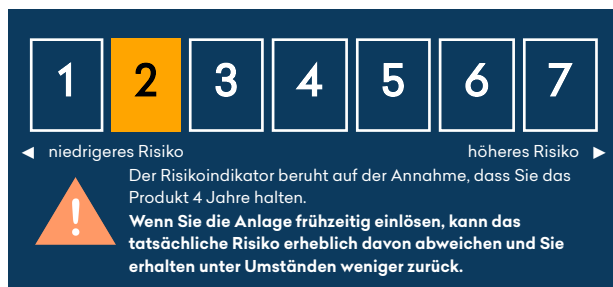 1 2 3 4 5 6 7
◄ niedrigeres Risiko höheres Risiko ►
Der Risikoindikator beruht auf der Annahme, dass Sie das
Produkt 4 Jahre halten.
!
Wenn Sie die Anlage frühzeitig einlösen, kann das
tatsächliche Risiko erheblich davon abweichen und Sie
erhalten unter Umständen weniger zurück.